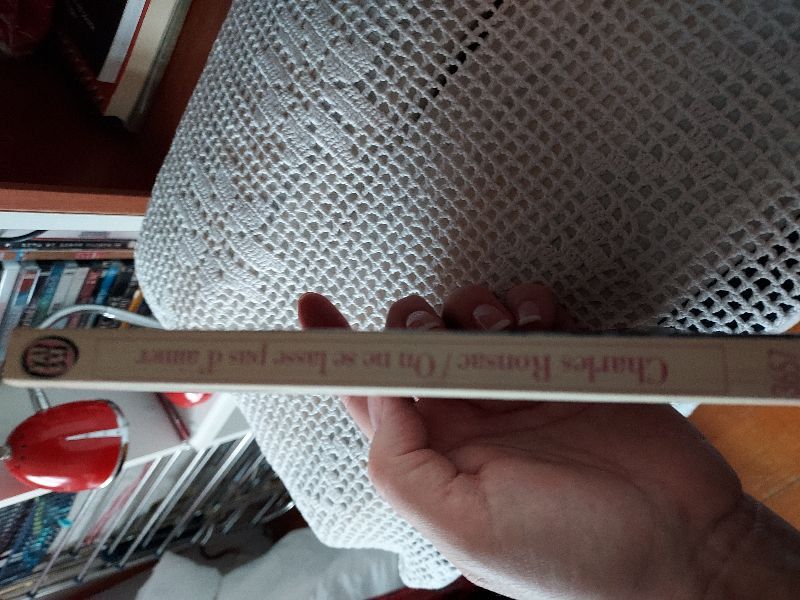 Charles Ronsac / On ne se lasse pas d'aimer